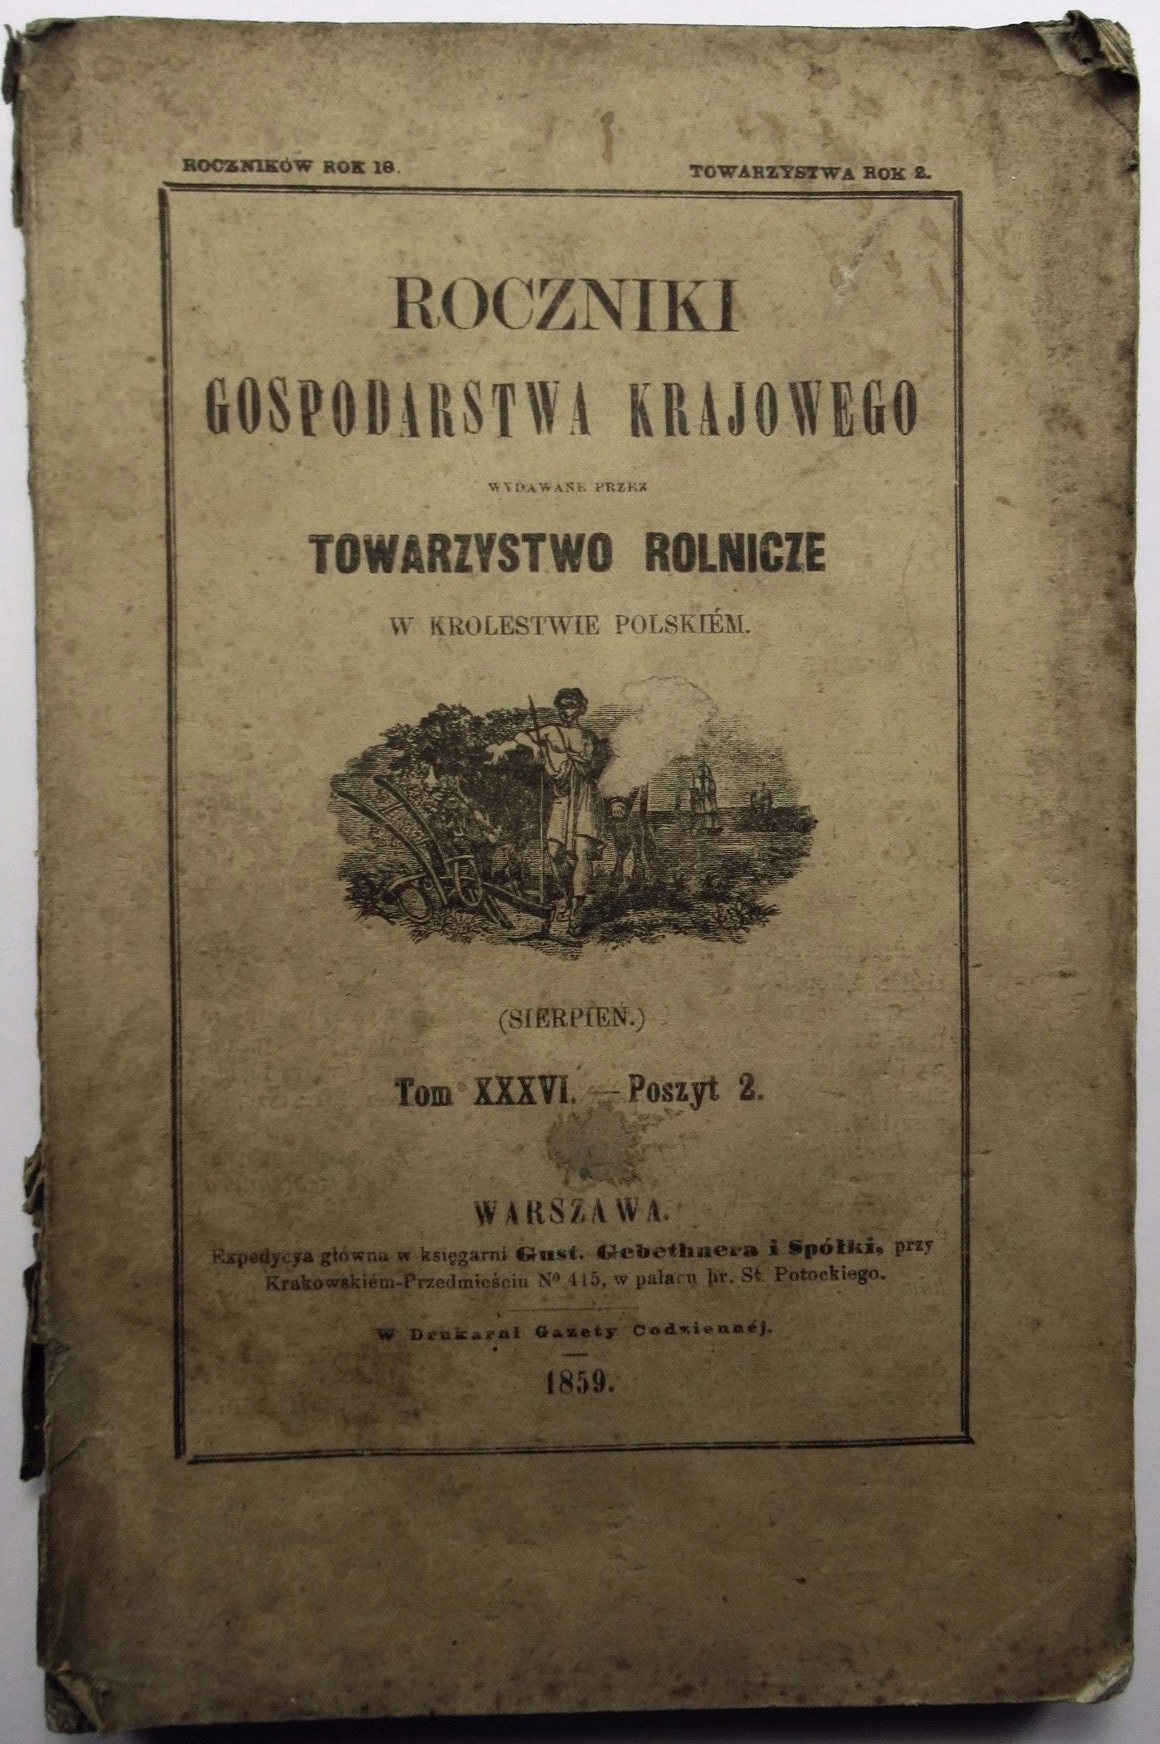 ROCZNIKÓW ROK 18.
TOWARZYSTWA ROK 2.
ROCZNIKI
GOSPODARSTWA KRAJOWEGO
WYDAWANE PRZEZ
TOWARZYSTWO ROLNICZE
W KROLESTWIE POLSKIÉM.
(SIERPIEŃ.)
Tom XXXVI. — Poszyt 2.
WARSZAWA.
Expedycya główna w księgarni Gust. Gebethnera i Spółki, przy
Krakowskiém-Przedmieściu Nº 415, w pałacu hr. St. Potockiego.
W Drukarni Gazety Codziennéj.
1859.